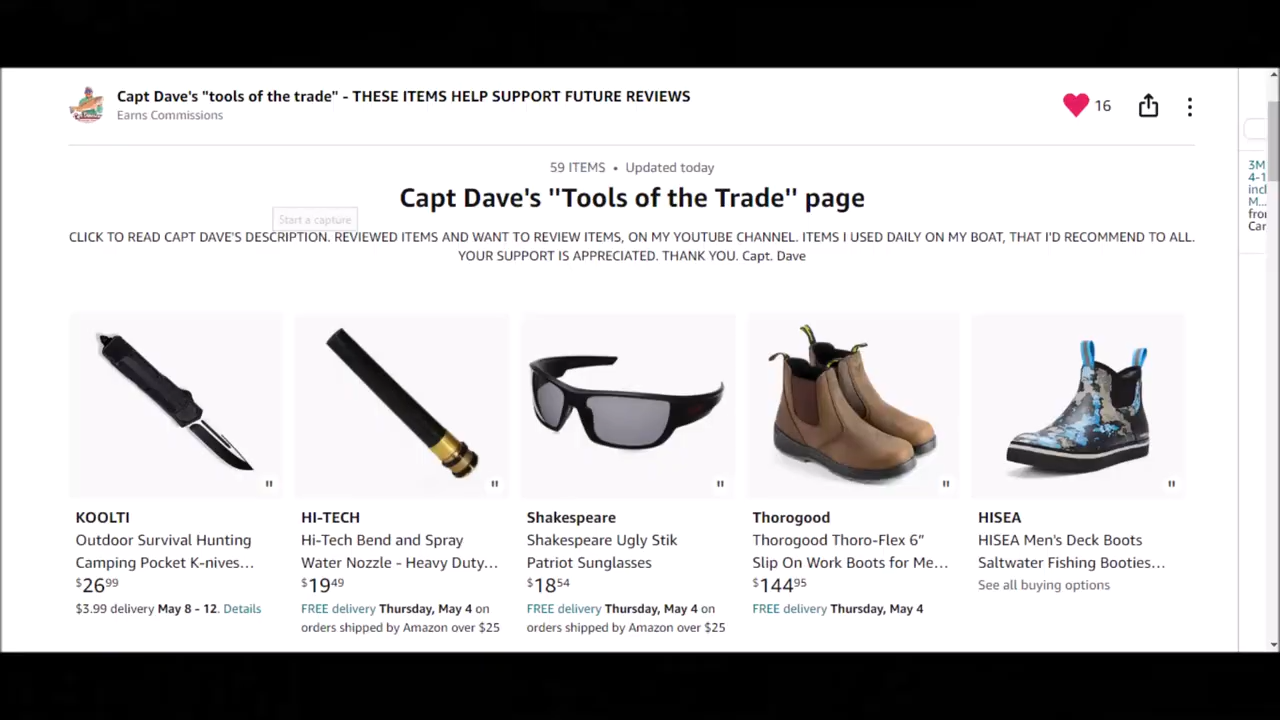 Capt Dave's "tools of the trade" - THESE ITEMS HELP SUPPORT FUTURE REVIEWS
Earns Commissions
16
59 ITEMS • Updated today
Capt Dave's "Tools of the Trade" page
Start a capture
CLICK TO READ CAPT DAVE'S DESCRIPTION. REVIEWED ITEMS AND WANT TO REVIEW ITEMS, ON MY YOUTUBE CHANNEL. ITEMS I USED DAILY ON MY BOAT, THAT I'D RECOMMEND TO ALL.
YOUR SUPPORT IS APPRECIATED. THANK YOU. Capt. Dave
KOOLTI
Outdoor Survival Hunting
Camping Pocket K-nives...
$26.99
$3.99 delivery May 8 - 12. Details
HI-TECH
Hi-Tech Bend and Spray
Water Nozzle - Heavy Duty...
$19.49
FREE delivery Thursday, May 4 on
orders shipped by Amazon over $25
Shakespeare
Shakespeare Ugly Stik
Patriot Sunglasses
$18.54
FREE delivery Thursday, May 4 on
orders shipped by Amazon over $25
Thorogood
Thorogood Thoro-Flex 6”
Slip On Work Boots for Me...
$144.95
FREE delivery Thursday, May 4
HISEA
HISEA Men's Deck Boots
Saltwater Fishing Booties...
See all buying options
3M
4-1
incl
M...
fro
Car